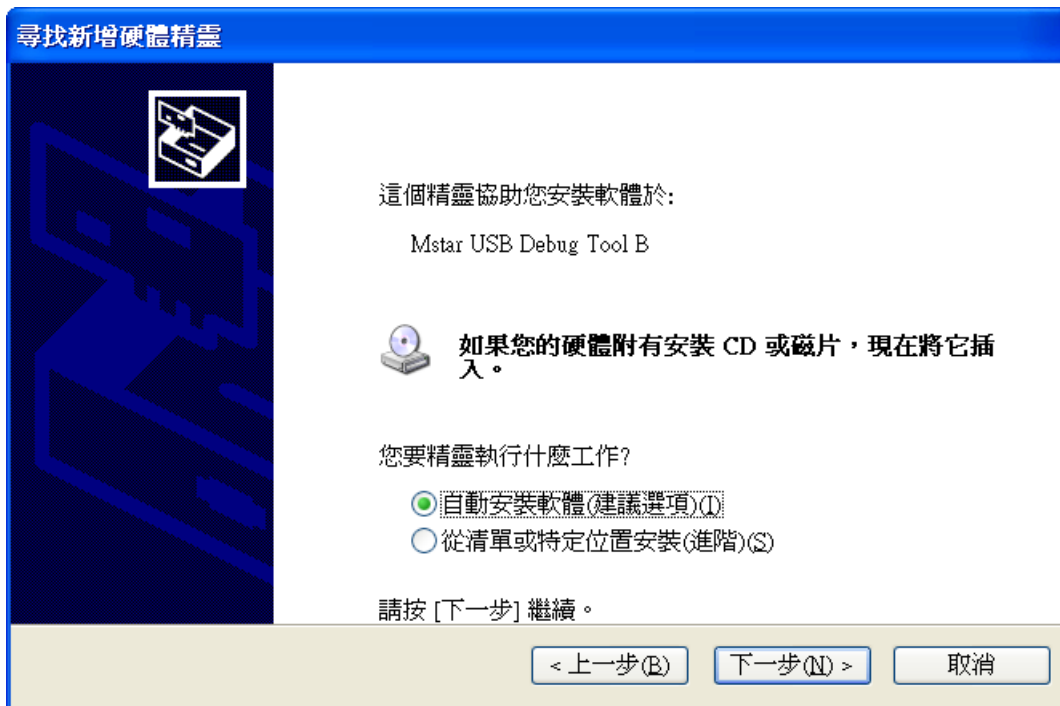 尋找新增硬體精靈
這個精靈協助您安裝軟體於:
Mstar USB Debug Tool B
如果您的硬體附有安裝 CD 或磁片，現在將它插
入。
您要精靈執行什麼工作?
自動安裝軟體(建議選項)(I)
從清單或特定位置安裝(進階)(S)
請按 [下一步] 繼續。
< 上一步(B) 下一步(N) > 取消